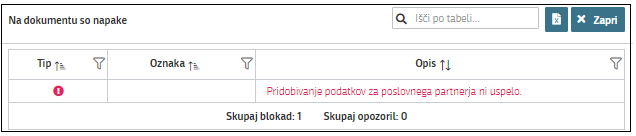 Na dokumentu so napake
Išči po tabeli...
Zapri
Tip Oznaka Opis
Pridobivanje podatkov za poslovnega partnerja ni uspelo.
Skupaj blokad: 1 Skupaj opozoril: 0